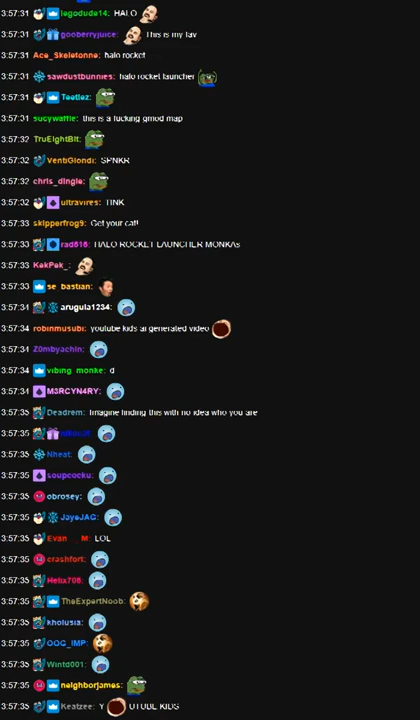 3:57:31 legodude14: HALO
3:57:31 gooberryjuice: This is my fav
3:57:31 Ace_Skeletonne: halo rocket
3:57:31 sawdustbunnies: halo rocket launcher
3:57:31 Teetlez:
3:57:31 sucywaffle: this is a fucking gmod map
3:57:32 TruEightBit:
3:57:32 VentiGlondi: SPNKR
3:57:32 chris_dingle:
3:57:32 ultravires: TINK
3:57:33 skipperfrog9: Get your cat!
3:57:33 rad616: HALO ROCKET LAUNCHER MONKAs
3:57:33 KekPek_:
3:57:33 se_bastian:
3:57:34 arugula1234:
3:57:34 robinmusubi: youtube kids ai generated video
3:57:34 Z0mbyachin:
3:57:34 vibing_monke: d
3:57:34 M3RCYN4RY:
3:57:35 Deadrem: Imagine finding this with no idea who you are
3:57:35
3:57:35 Nheat:
3:57:35 soupcocku:
3:57:35 obrosey:
3:57:35 JayeJAG:
3:57:35 Evan__M: LOL
3:57:35 crashfort:
3:57:35 Helix706:
3:57:35 TheExpertNoob:
3:57:35 kholusia:
3:57:35 OOG_IMP:
3:57:35 Wintd001:
3:57:35 neighborjames:
3:57:35 Keatzee: Y UTUBE KIDS